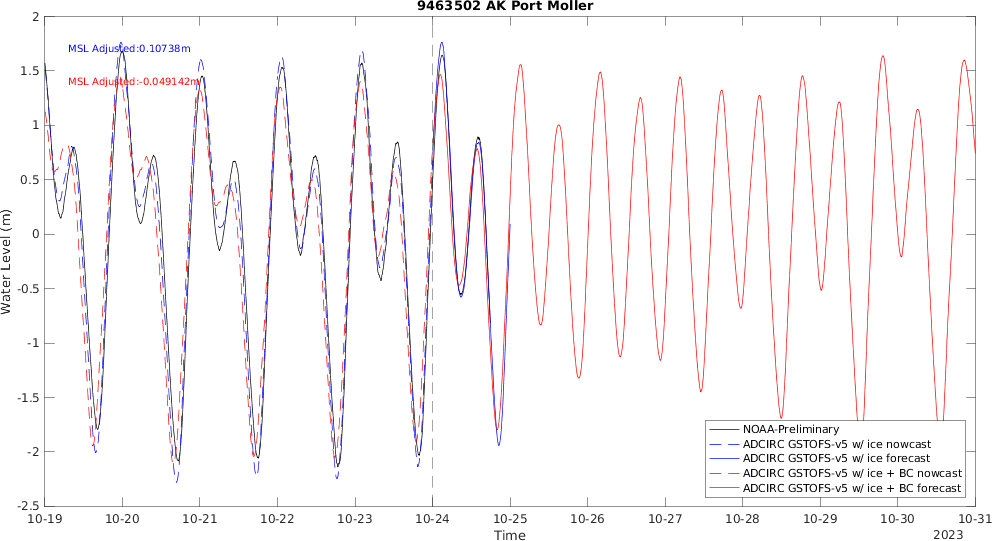 9463502 AK Port Moller
MSL Adjusted:0.10738m
MSL Adjusted:-0.049142m
Water Level (m)
2
1.5
1
0.5
0
-0.5
-1
-1.5
-2
-2.5
NOAA-Preliminary
ADCIRC GSTOFS-v5 w/ ice nowcast
ADCIRC GSTOFS-v5 w/ ice forecast
ADCIRC GSTOFS-v5 w/ ice + BC nowcast
ADCIRC GSTOFS-v5 w/ ice + BC forecast
10-19 10-20 10-21 10-22 10-23 10-24 10-25 10-26 10-27 10-28 10-29 10-30 10-31
Time
2023